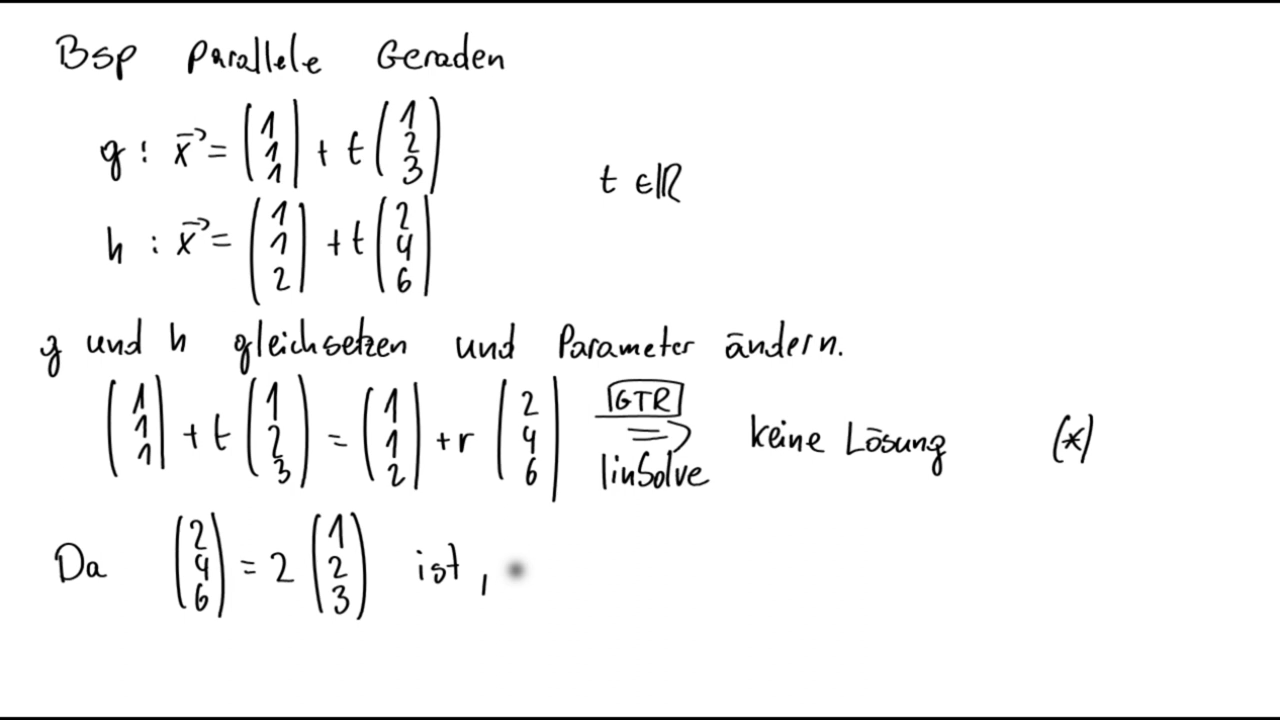 Bsp Parallele Geraden
g : x⃗ = (1 1 1) + t (1 2 3)
t ∈ ℝ
h : x⃗ = (1 1 2) + t (2 4 6)
g und h gleichsetzen und Parameter ändern.
(1 1 1) + t (1 2 3) = (1 1 2) + r (2 4 6) GTR ⇒ linSolve keine Lösung (*)
Da (2 4 6) = 2 (1 2 3) ist ,